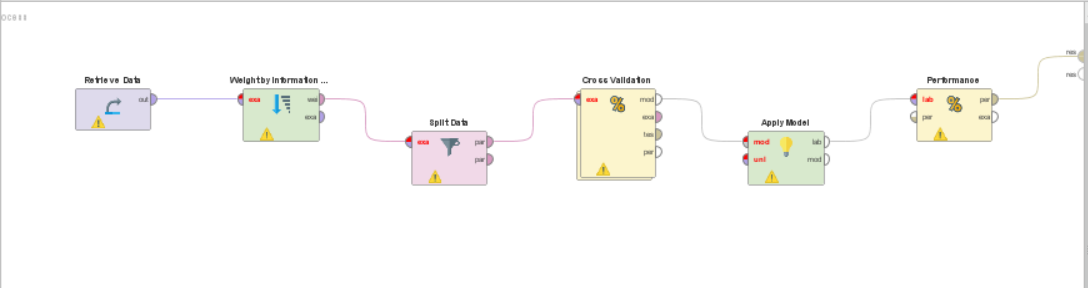 Retrieve Data
out
Weight by Information ...
exa
wei
exa
Split Data
exa
par
par
Cross Validation
exa
mod
exa
tes
per
Apply Model
mod
unl
lab
mod
Performance
lab
per
per
exa
res
res